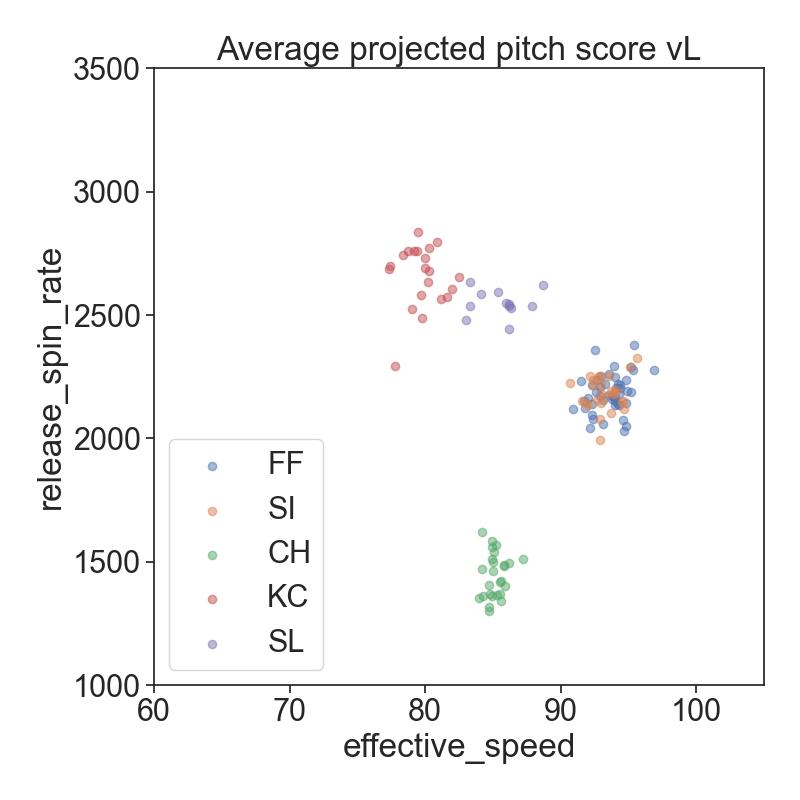 Average projected pitch score vL
release_spin_rate
3500
3000
2500
2000
1500
1000
60
70
80
90
100
effective_speed
FF
SI
CH
KC
SL